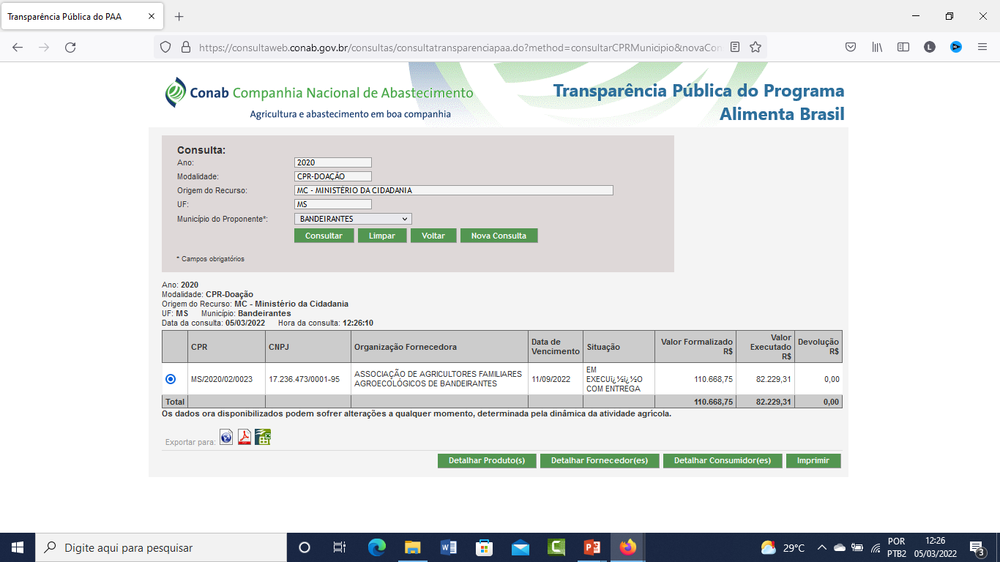 Transparência Pública do PAA
https://consultaweb.conab.gov.br/consultas/consultatransparenciapaa.do?method=consultarCPRMunicipio&novaCon
Conab Companhia Nacional de Abastecimento
Agricultura e abastecimento em boa companhia
Transparência Pública do Programa
Alimenta Brasil
Consulta:
Ano: 2020
Modalidade: CPR-DOAÇÃO
Origem do Recurso: MC - MINISTÉRIO DA CIDADANIA
UF: MS
Município do Proponente*: BANDEIRANTES
Consultar Limpar Voltar Nova Consulta
* Campos obrigatórios
Ano: 2020
Modalidade: CPR-Doação
Origem do Recurso: MC - Ministério da Cidadania
UF: MS Município: Bandeirantes
Data da consulta: 05/03/2022 Hora da consulta: 12:26:10
CPR CNPJ Organização Fornecedora Data de Vencimento Situação Valor Formalizado R$ Valor Executado R$ Devolução R$
MS/2020/02/0023 17.236.473/0001-95 ASSOCIAÇÃO DE AGRICULTORES FAMILIARES AGROECOLÓGICOS DE BANDEIRANTES 11/09/2022 EM EXECUï¿½ï¿½O COM ENTREGA 110.668,75 82.229,31 0,00
Total 110.668,75 82.229,31 0,00
Os dados ora disponibilizados podem sofrer alterações a qualquer momento, determinada pela dinâmica da atividade agrícola.
Exportar para:
Detalhar Produto(s) Detalhar Fornecedor(es) Detalhar Consumidor(es) Imprimir
Digite aqui para pesquisar
29°C
POR
PTB2
12:26
05/03/2022
3